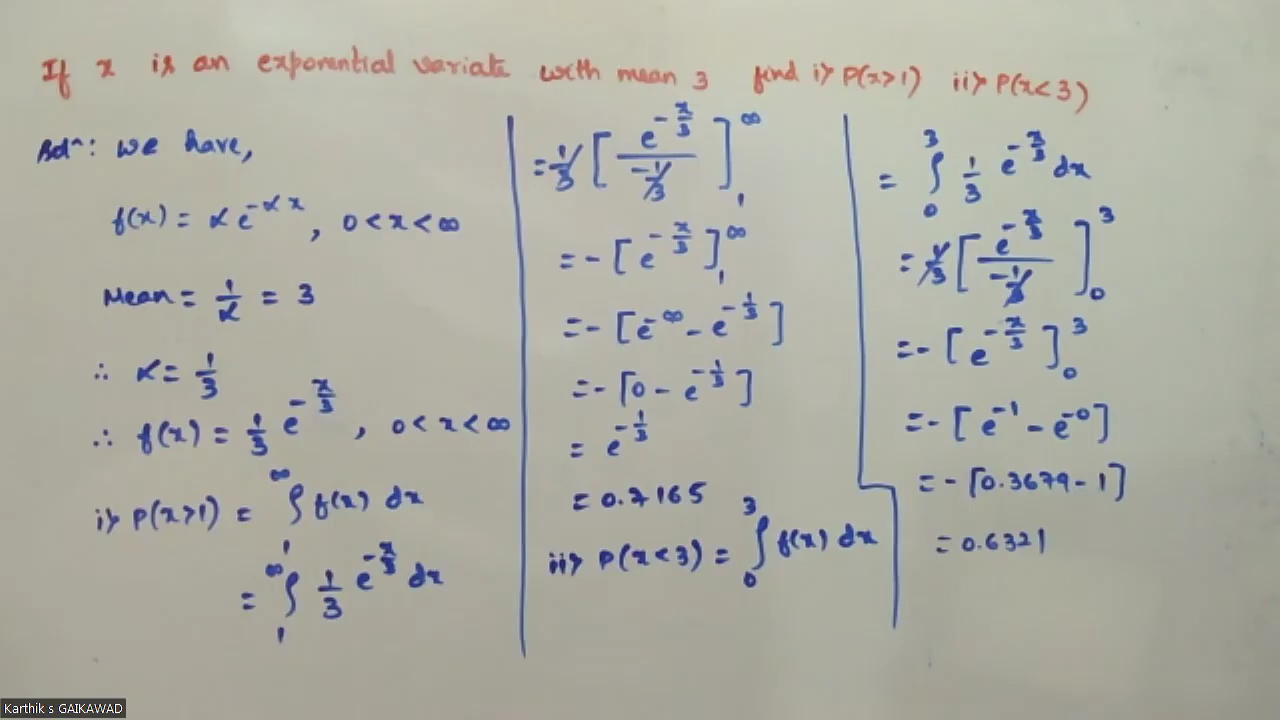 If x is an exponential variate with mean 3 find i> P(x>1) ii> P(x<3)
Solⁿ: we have,
f(x) = α e^{-αx}, 0<x<∞
Mean = 1/α = 3
∴ α = 1/3
∴ f(x) = 1/3 e^{-x/3}, 0<x<∞
i> P(x>1) = ∫_1^∞ f(x) dx
= ∫_1^∞ 1/3 e^{-x/3} dx
= 1/3 [e^{-x/3} / (-1/3)]_1^∞
= -[e^{-x/3}]_1^∞
= -[e^{-∞} - e^{-1/3}]
= -[0 - e^{-1/3}]
= e^{-1/3}
= 0.7165
ii> P(x<3) = ∫_0^3 f(x) dx
= ∫_0^3 1/3 e^{-x/3} dx
= 1/3 [e^{-x/3} / (-1/3)]_0^3
= -[e^{-x/3}]_0^3
= -[e^{-1} - e^{-0}]
= -[0.3679 - 1]
= 0.6321
Karthik s GAIKAWAD